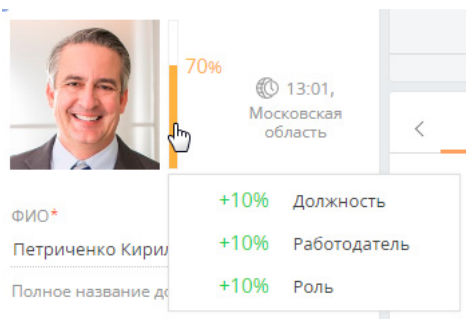 70%
13:01,
Московская
область
+10% Должность
ФИО*
+10% Работодатель
Петриченко Кирил
+10% Роль
Полное название до